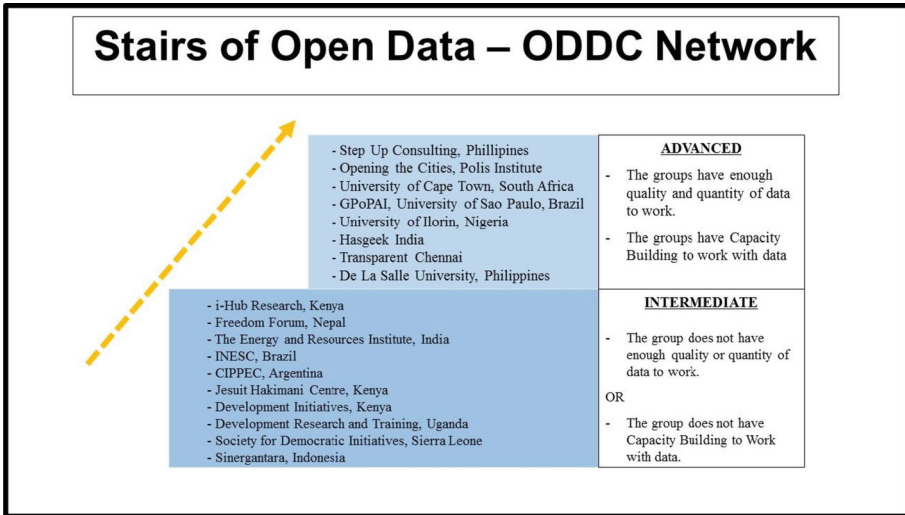 Stairs of Open Data – ODDC Network
- Step Up Consulting, Phillipines
- Opening the Cities, Polis Institute
- University of Cape Town, South Africa
- GPoPAI, University of Sao Paulo, Brazil
- University of Ilorin, Nigeria
- Hasgeek India
- Transparent Chennai
- De La Salle University, Philippines
ADVANCED
- The groups have enough
quality and quantity of data
to work.
- The groups have Capacity
Building to work with data
- i-Hub Research, Kenya
- Freedom Forum, Nepal
- The Energy and Resources Institute, India
- INESC, Brazil
- CIPPEC, Argentina
- Jesuit Hakimani Centre, Kenya
- Development Initiatives, Kenya
- Development Research and Training, Uganda
- Society for Democratic Initiatives, Sierra Leone
- Sinergantara, Indonesia
INTERMEDIATE
- The group does not have
enough quality or quantity of
data to work.
OR
- The group does not have
Capacity Building to Work
with data.